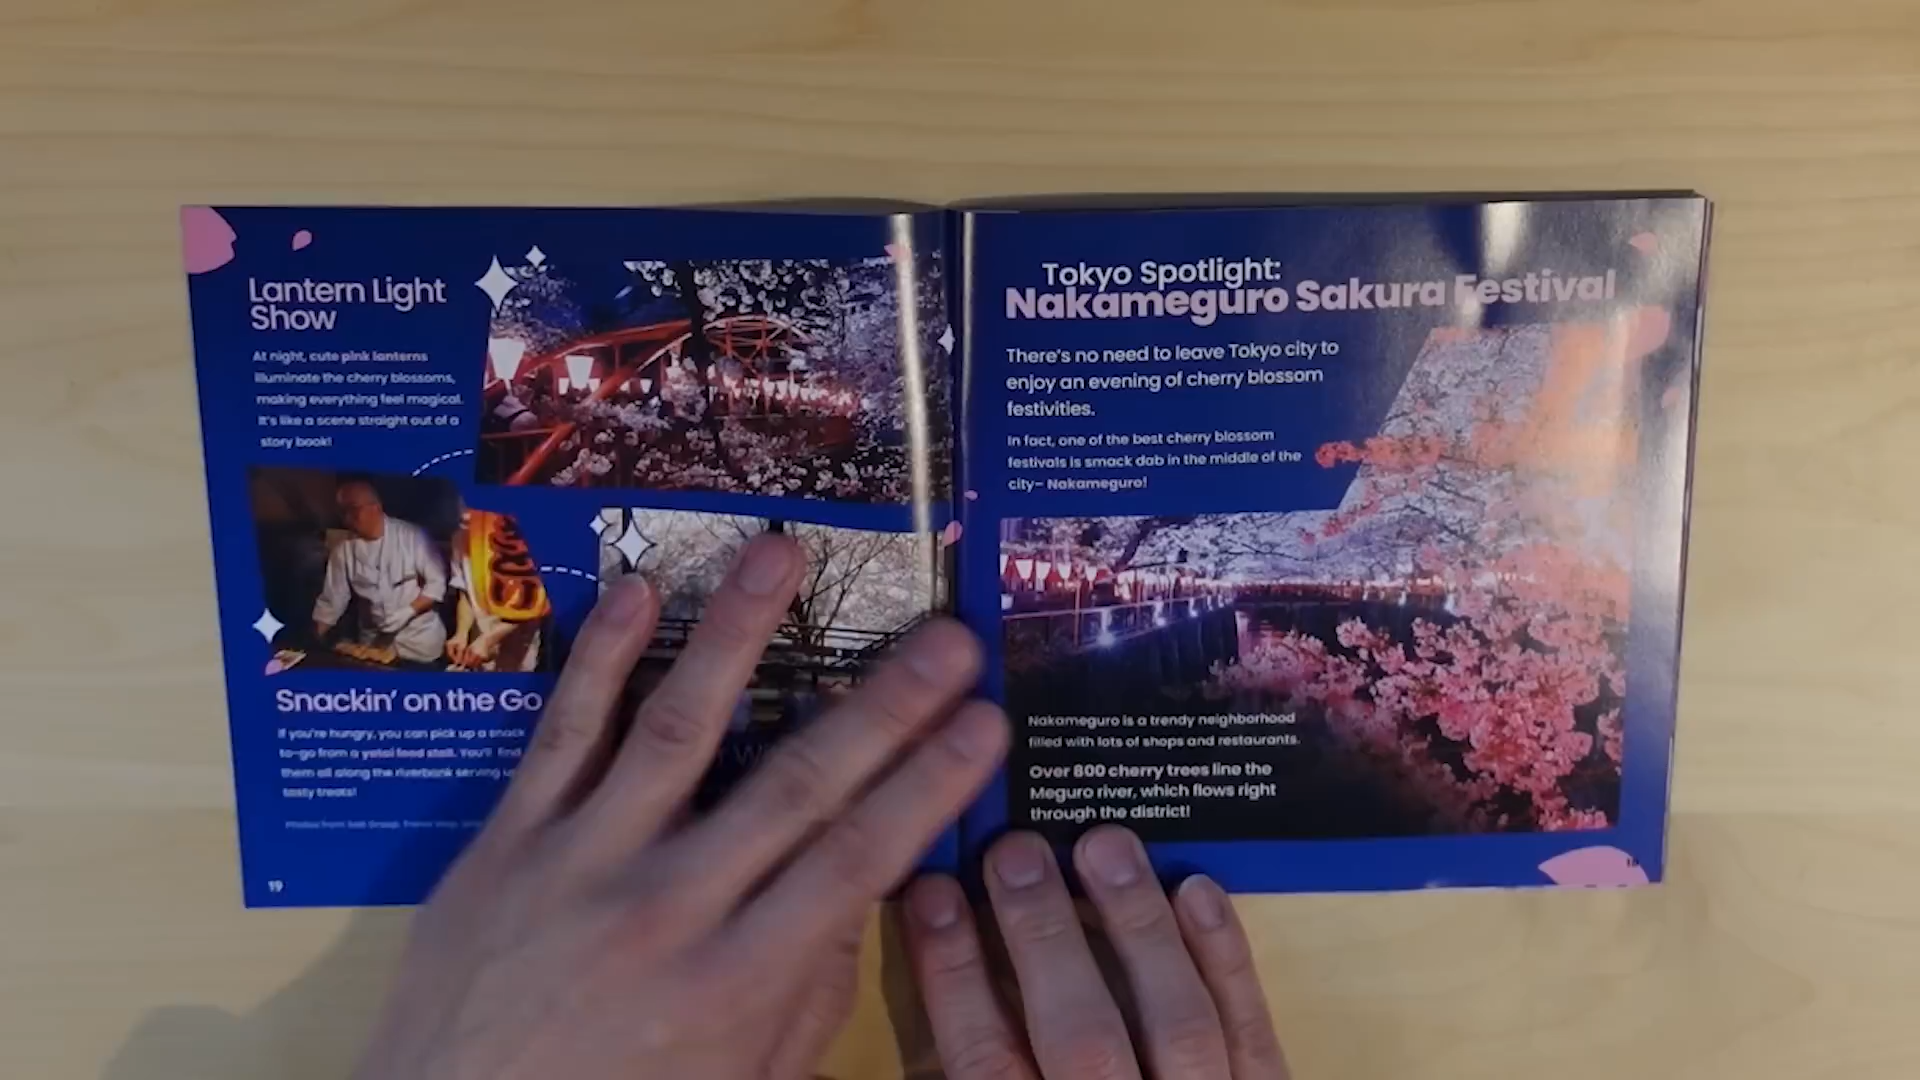 Lantern Light
Show
At night, cute pink lanterns
illuminate the cherry blossoms,
making everything feel magical.
It's like a scene straight out of a
story book!
Snackin' on the Go
If you're hungry, you can pick up a snack
to-go from a yatai food stall. You'll find
them all along the riverbank serving up
tasty treats!
Photos from
19
Tokyo Spotlight:
Nakameguro Sakura Festival
There's no need to leave Tokyo city to
enjoy an evening of cherry blossom
festivities.
In fact, one of the best cherry blossom
festivals is smack dab in the middle of the
city– Nakameguro!
Nakameguro is a trendy neighborhood
filled with lots of shops and restaurants.
Over 800 cherry trees line the
Meguro river, which flows right
through the district!
18